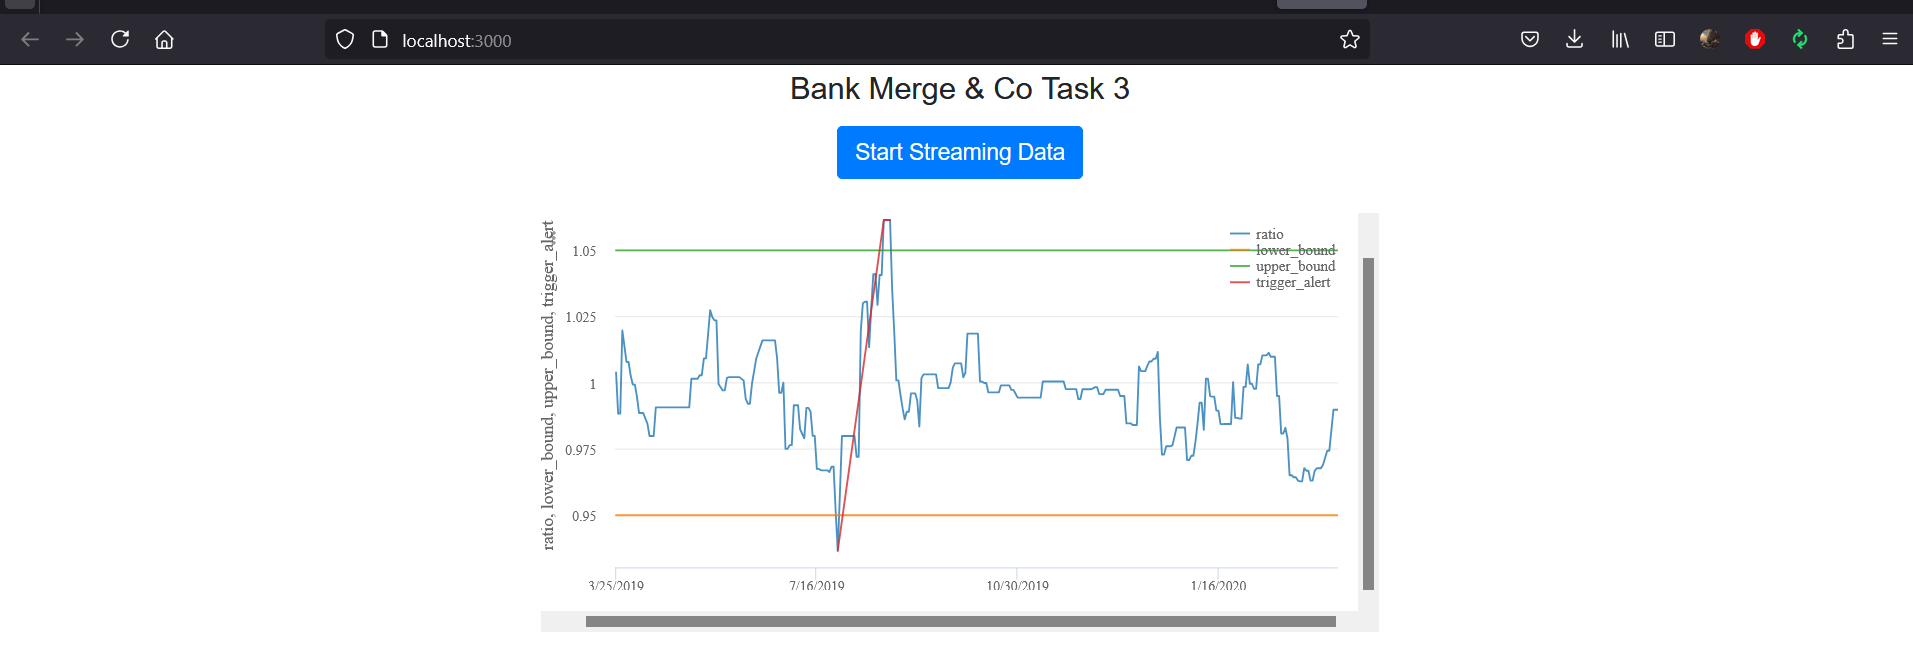 localhost:3000
Bank Merge & Co Task 3
Start Streaming Data
ratio, lower_bound, upper_bound, trigger_alert
1.05
1.025
1
0.975
0.95
ratio
lower_bound
upper_bound
trigger_alert
3/25/2019 7/16/2019 10/30/2019 1/16/2020